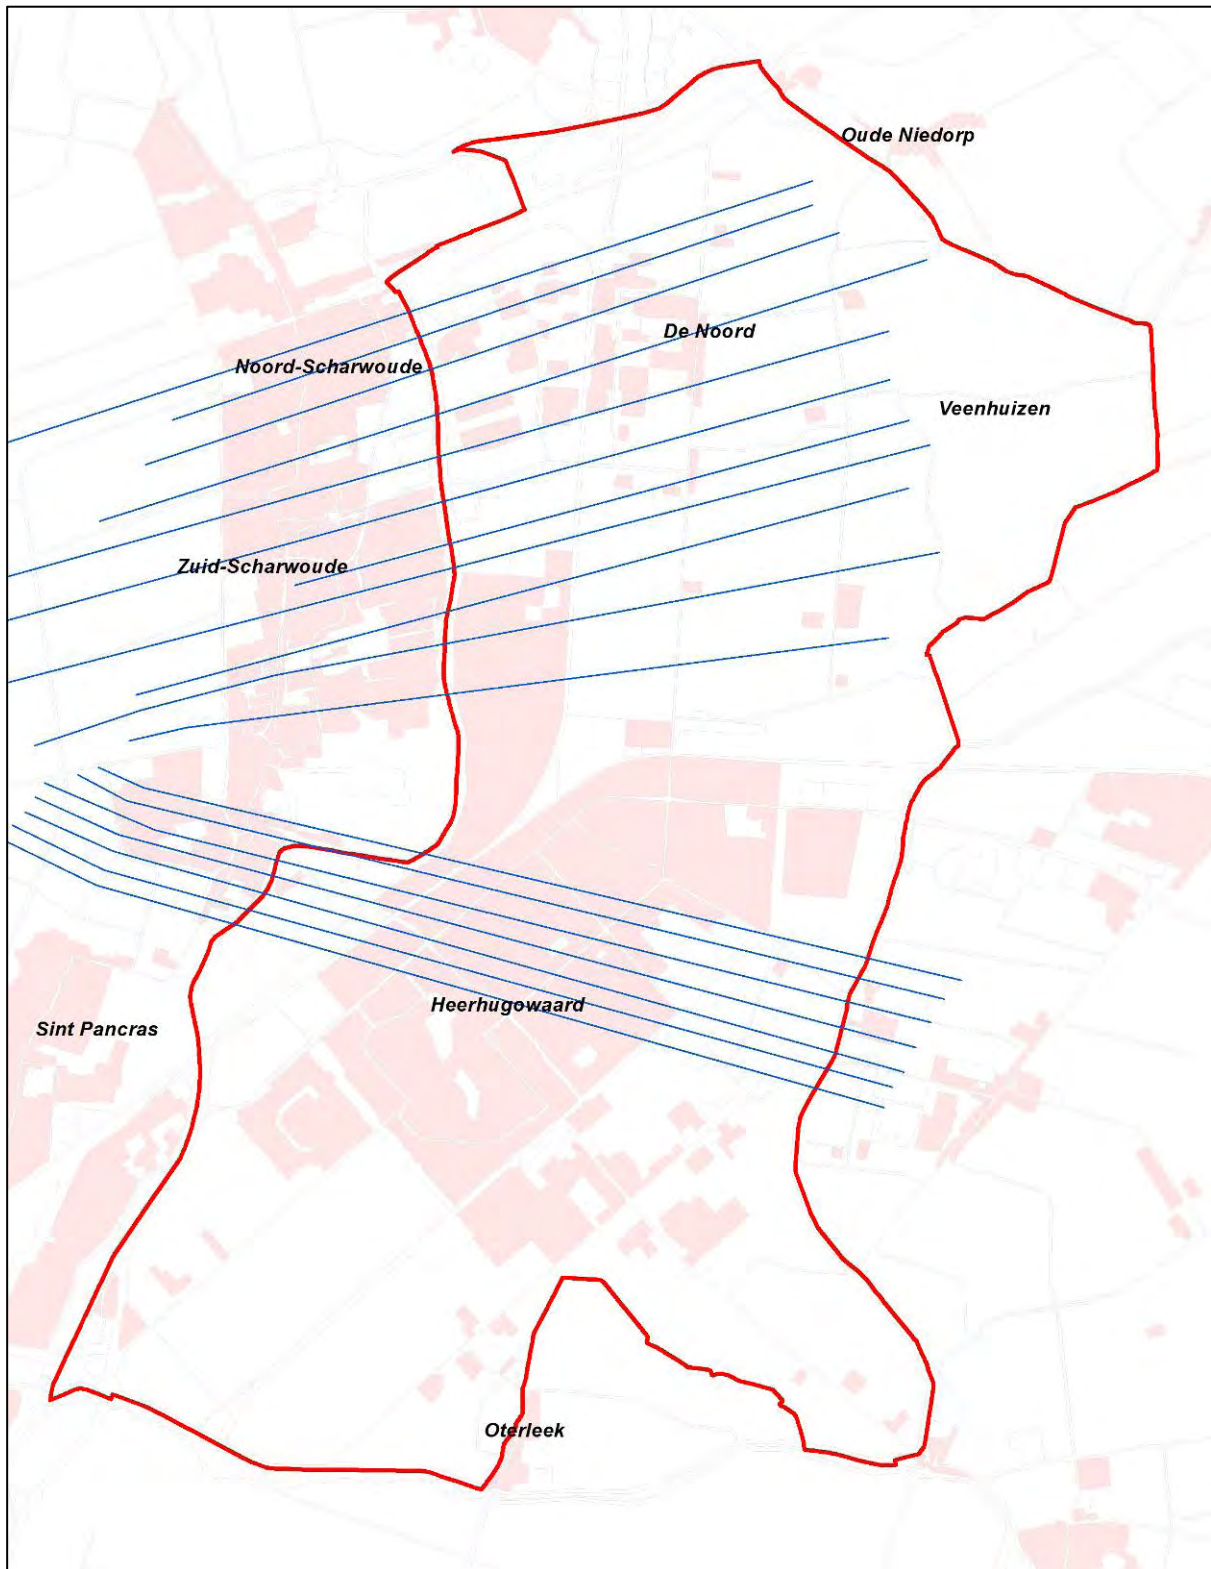 Oude Niedorp
De Noord
Noord-Scharwoude
Veenhuizen
Zuid-Scharwoude
Heerhugowaard
Sint Pancras
Oterleek